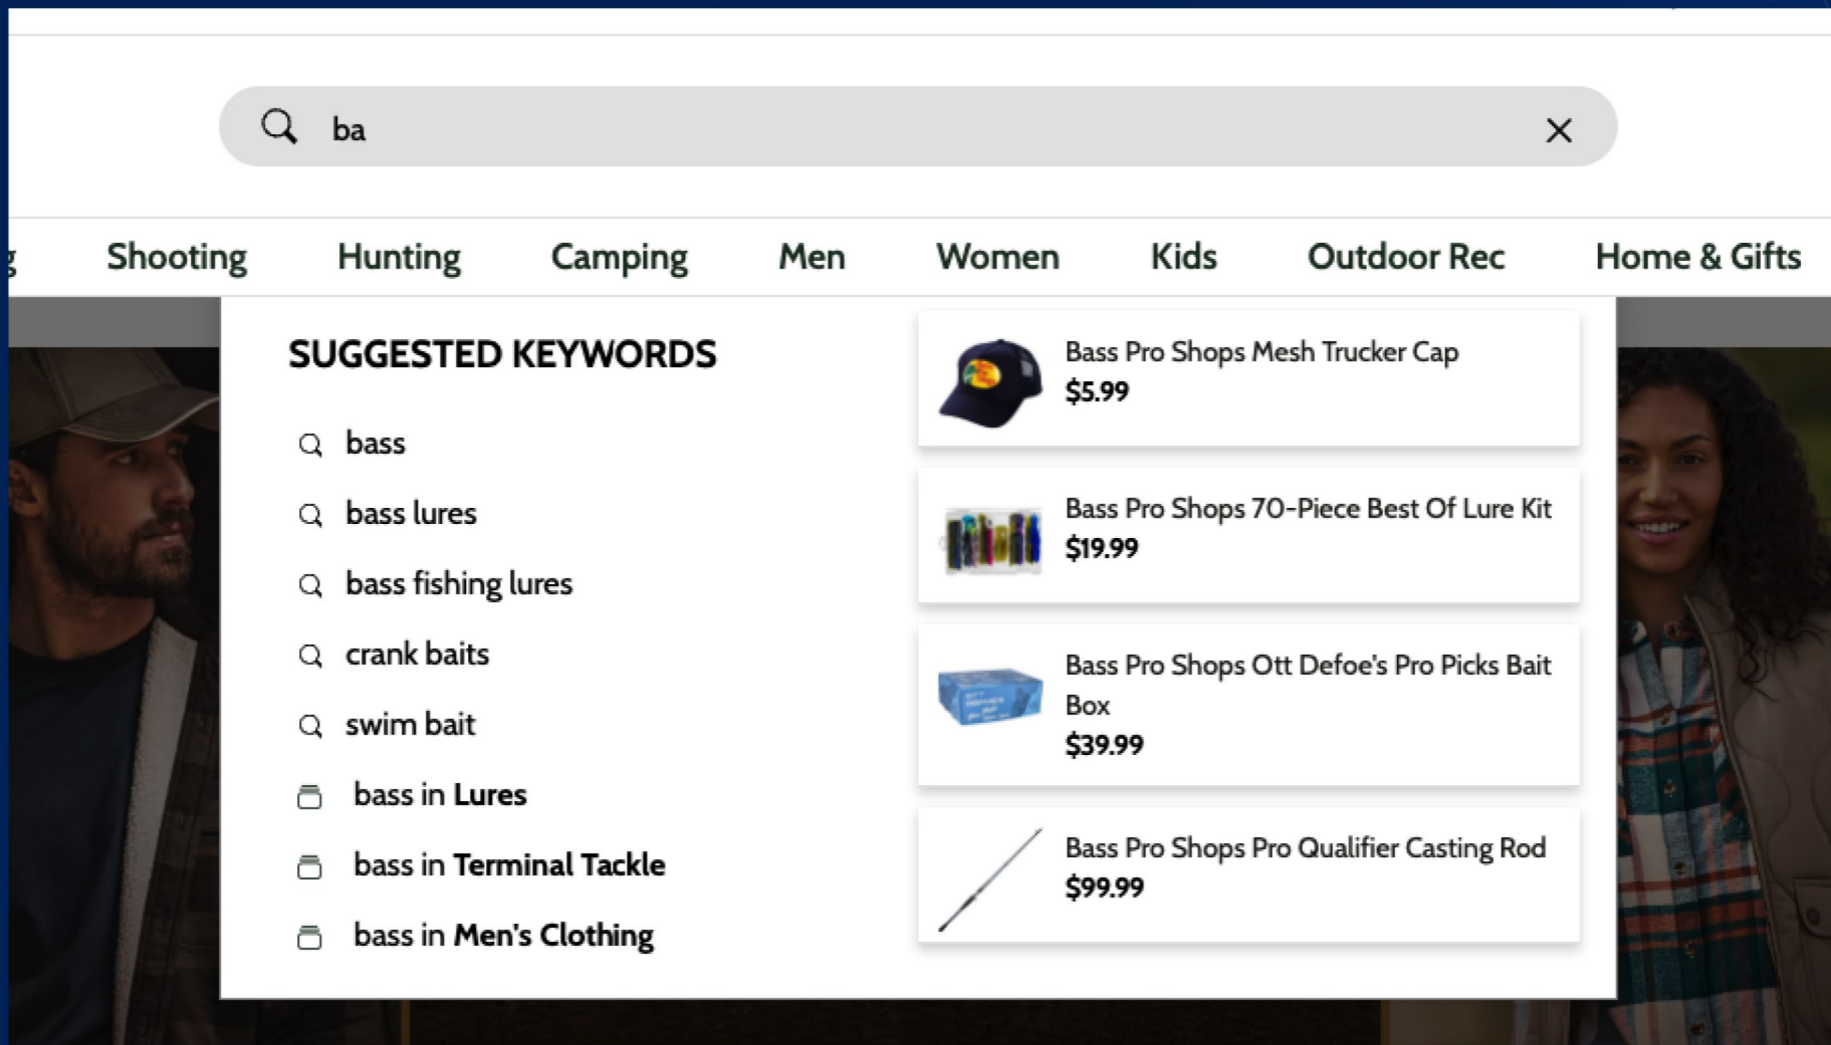 ba
Shooting Hunting Camping Men Women Kids Outdoor Rec Home & Gifts
SUGGESTED KEYWORDS
bass
bass lures
bass fishing lures
crank baits
swim bait
bass in Lures
bass in Terminal Tackle
bass in Men's Clothing
Bass Pro Shops Mesh Trucker Cap
$5.99
Bass Pro Shops 70-Piece Best Of Lure Kit
$19.99
Bass Pro Shops Ott Defoe's Pro Picks Bait
Box
$39.99
Bass Pro Shops Pro Qualifier Casting Rod
$99.99